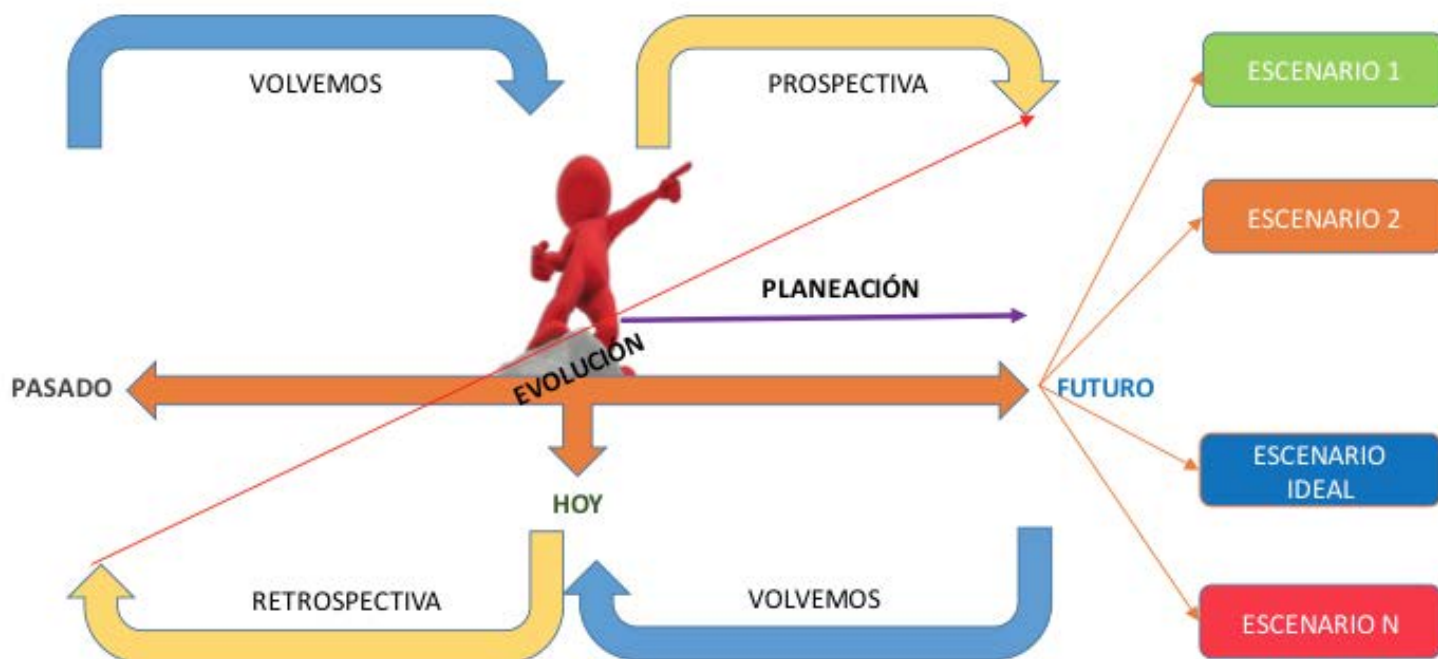 VOLVEMOS
PROSPECTIVA
ESCENARIO 1
ESCENARIO 2
PLANEACIÓN
EVOLUCIÓN
PASADO
FUTURO
ESCENARIO
IDEAL
HOY
RETROSPECTIVA
VOLVEMOS
ESCENARIO N